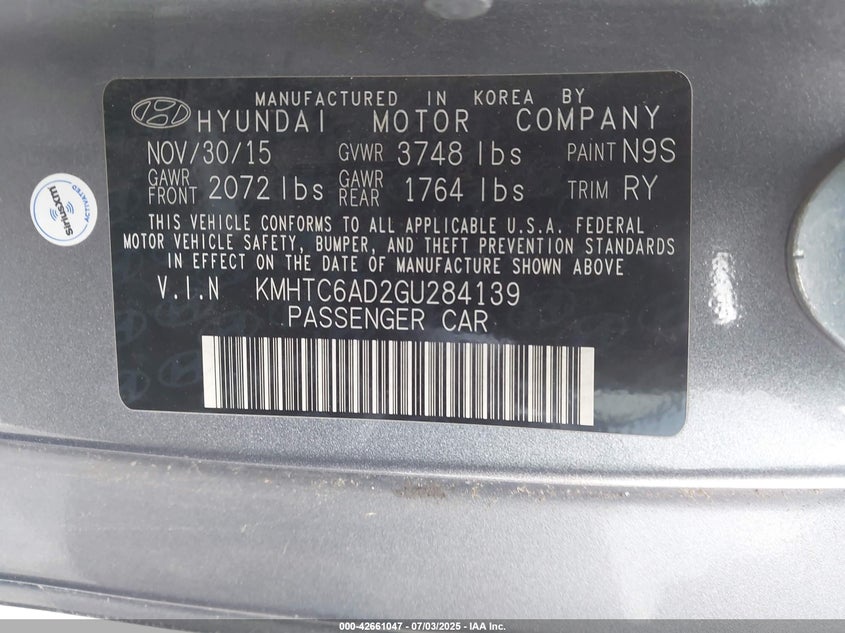 MANUFACTURED IN KOREA BY
HYUNDAI MOTOR COMPANY
NOV/30/15 GVWR 3748 lbs PAINT N9S
GAWR FRONT 2072 lbs GAWR REAR 1764 lbs TRIM RY
THIS VEHICLE CONFORMS TO ALL APPLICABLE U.S.A. FEDERAL
MOTOR VEHICLE SAFETY, BUMPER, AND THEFT PREVENTION STANDARDS
IN EFFECT ON THE DATE OF MANUFACTURE SHOWN ABOVE
V.I.N KMHTC6AD2GU284139
PASSENGER CAR
siriusxm
ACTIVATED
000-42661047 - 07/03/2025 - IAA Inc.